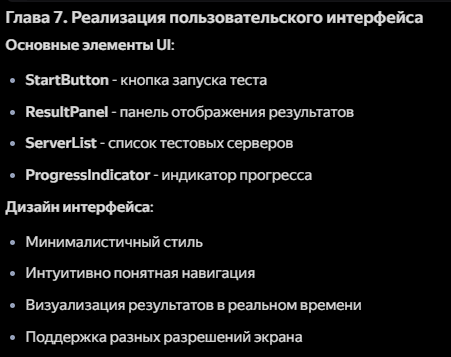 Глава 7. Реализация пользовательского интерфейса
Основные элементы UI:
• StartButton - кнопка запуска теста
• ResultPanel - панель отображения результатов
• ServerList - список тестовых серверов
• ProgressIndicator - индикатор прогресса
Дизайн интерфейса:
• Минималистичный стиль
• Интуитивно понятная навигация
• Визуализация результатов в реальном времени
• Поддержка разных разрешений экрана